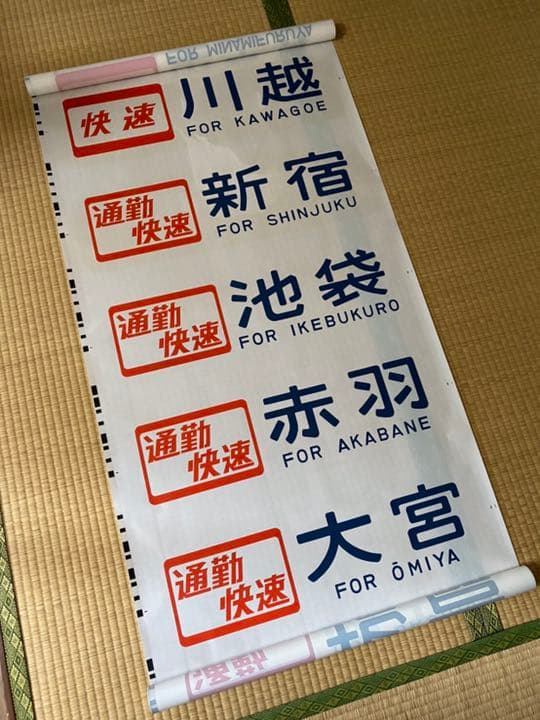 FOR MINAMIFURUYA
快速 川越
FOR KAWAGOE
通勤快速 新宿
FOR SHINJUKU
通勤快速 池袋
FOR IKEBUKURO
通勤快速 赤羽
FOR AKABANE
通勤快速 大宮
FOR ŌMIYA